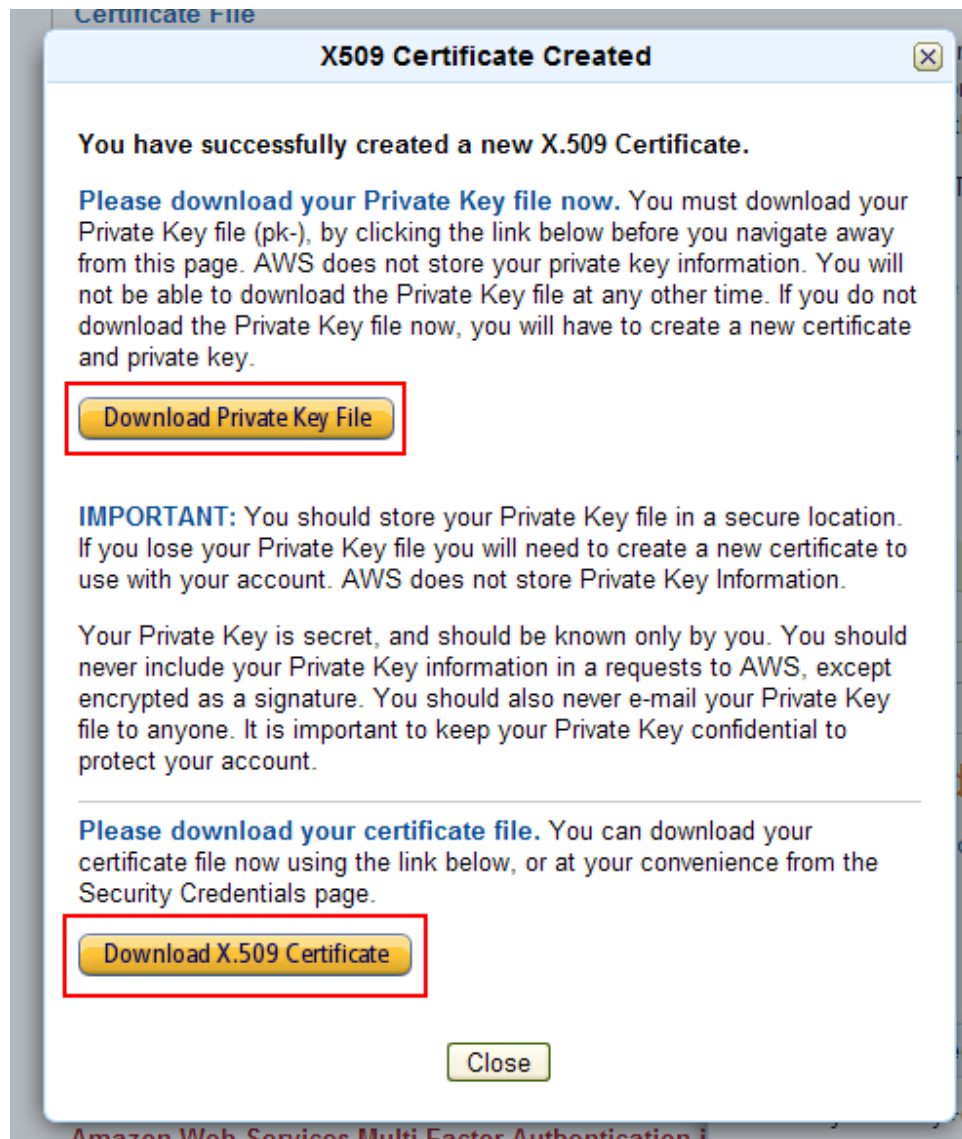 Certificate File
X509 Certificate Created
You have successfully created a new X.509 Certificate.
Please download your Private Key file now. You must download your
Private Key file (pk-), by clicking the link below before you navigate away
from this page. AWS does not store your private key information. You will
not be able to download the Private Key file at any other time. If you do not
download the Private Key file now, you will have to create a new certificate
and private key.
Download Private Key File
IMPORTANT: You should store your Private Key file in a secure location.
If you lose your Private Key file you will need to create a new certificate to
use with your account. AWS does not store Private Key Information.
Your Private Key is secret, and should be known only by you. You should
never include your Private Key information in a requests to AWS, except
encrypted as a signature. You should also never e-mail your Private Key
file to anyone. It is important to keep your Private Key confidential to
protect your account.
Please download your certificate file. You can download your
certificate file now using the link below, or at your convenience from the
Security Credentials page.
Download X.509 Certificate
Close
Amazon Web Services Multi Factor Authentication